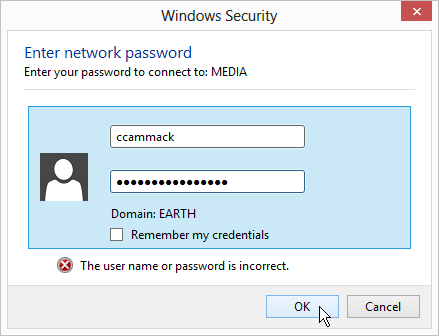 Windows Security
Enter network password
Enter your password to connect to: MEDIA
ccammack
••••••••••••••••
Domain: EARTH
Remember my credentials
The user name or password is incorrect.
OK
Cancel